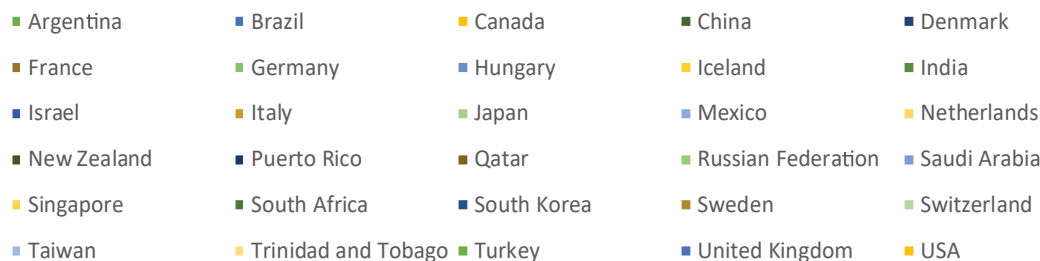 Argentina Brazil Canada China Denmark
France Germany Hungary Iceland India
Israel Italy Japan Mexico Netherlands
New Zealand Puerto Rico Qatar Russian Federation Saudi Arabia
Singapore South Africa South Korea Sweden Switzerland
Taiwan Trinidad and Tobago Turkey United Kingdom USA